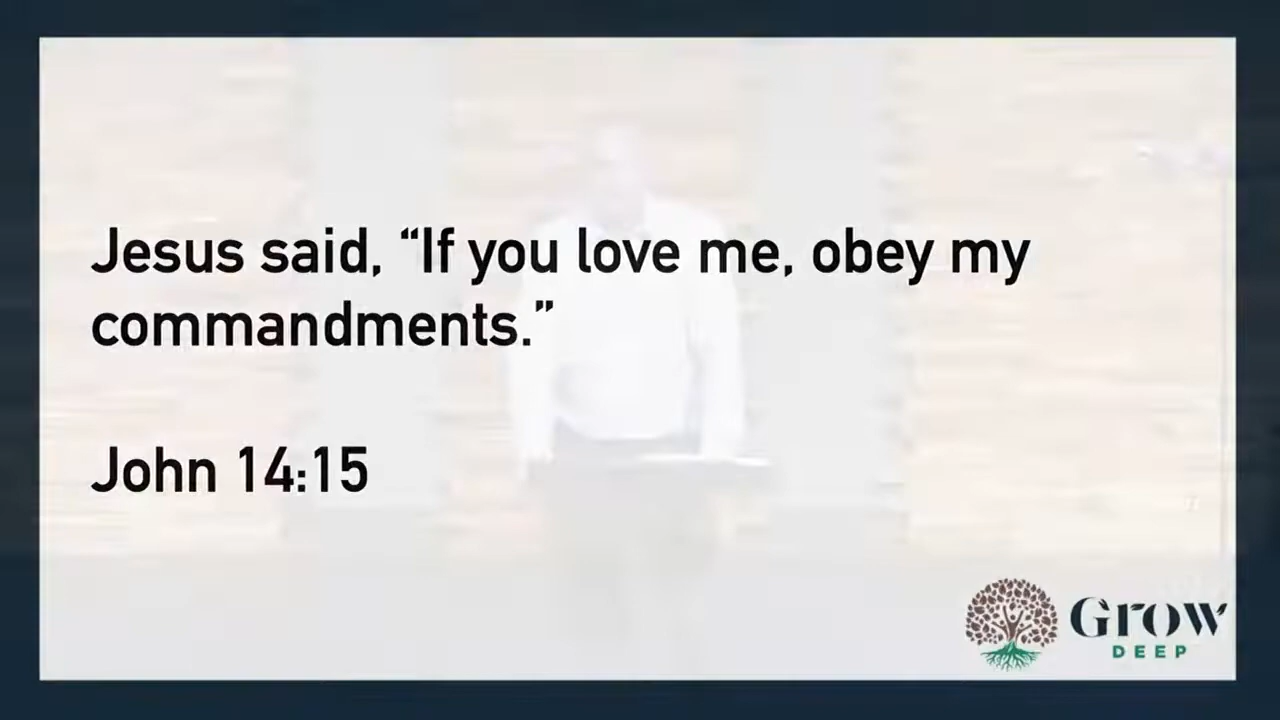 Jesus said, “If you love me, obey my
commandments.”
John 14:15
Grow
DEEP